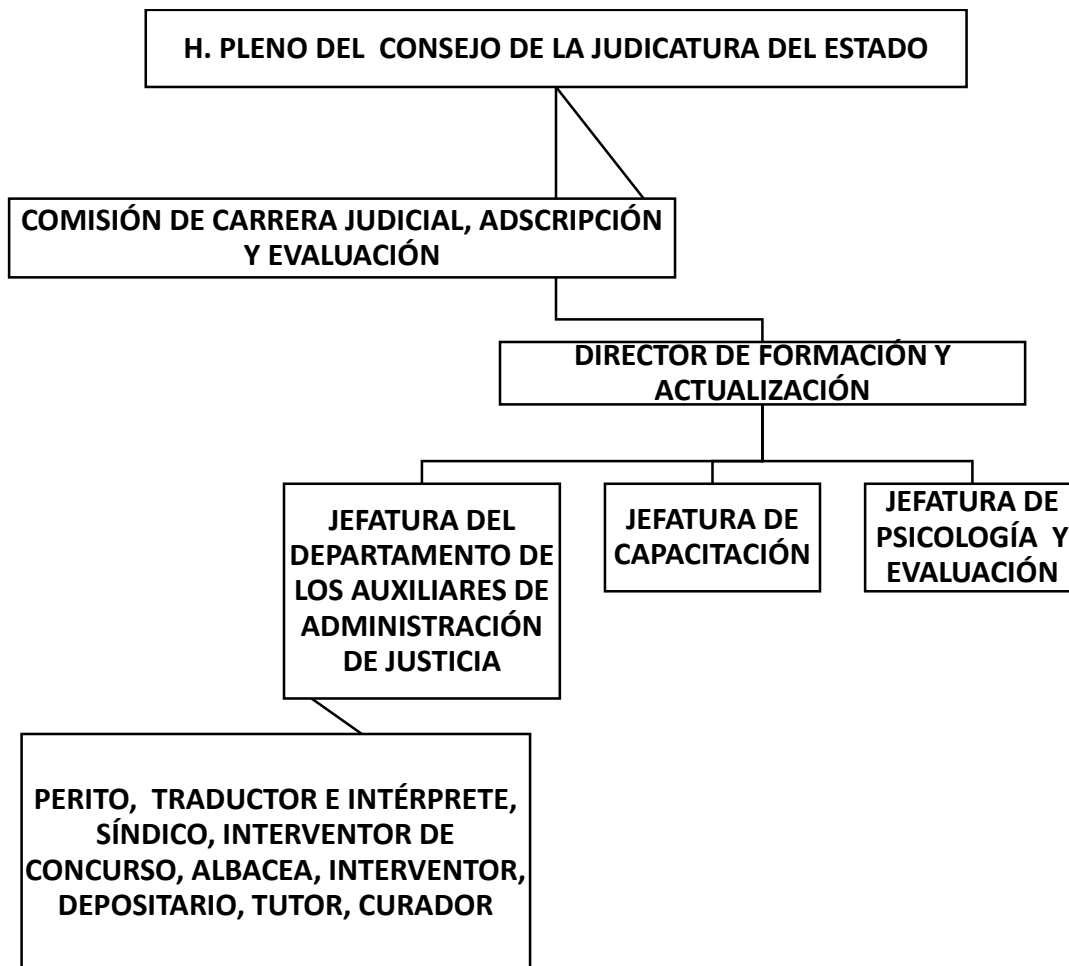 H. PLENO DEL CONSEJO DE LA JUDICATURA DEL ESTADO
COMISIÓN DE CARRERA JUDICIAL, ADSCRIPCIÓN
Y EVALUACIÓN
DIRECTOR DE FORMACIÓN Y
ACTUALIZACIÓN
JEFATURA DEL
DEPARTAMENTO DE
LOS AUXILIARES DE
ADMINISTRACIÓN
DE JUSTICIA
JEFATURA DE
CAPACITACIÓN
JEFATURA DE
PSICOLOGÍA Y
EVALUACIÓN
PERITO, TRADUCTOR E INTÉRPRETE,
SÍNDICO, INTERVENTOR DE
CONCURSO, ALBACEA, INTERVENTOR,
DEPOSITARIO, TUTOR, CURADOR